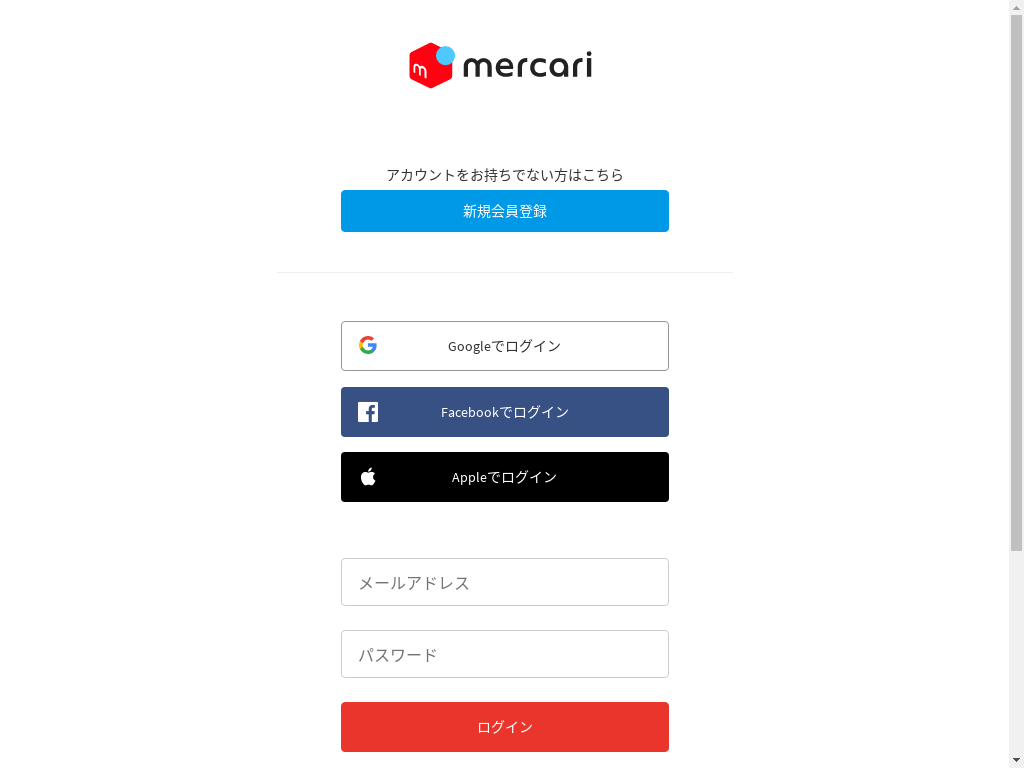 m mercari
アカウントをお持ちでない方はこちら
新規会員登録
Googleでログイン
Facebookでログイン
Appleでログイン
メールアドレス
パスワード
ログイン